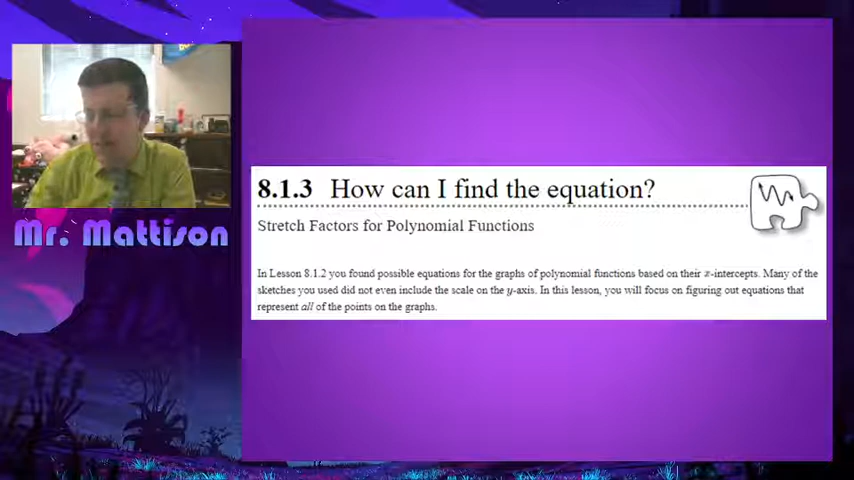 8.1.3 How can I find the equation?
Stretch Factors for Polynomial Functions
In Lesson 8.1.2 you found possible equations for the graphs of polynomial functions based on their x-intercepts. Many of the
sketches you used did not even include the scale on the y-axis. In this lesson, you will focus on figuring out equations that
represent all of the points on the graphs.
Mr. Mattison